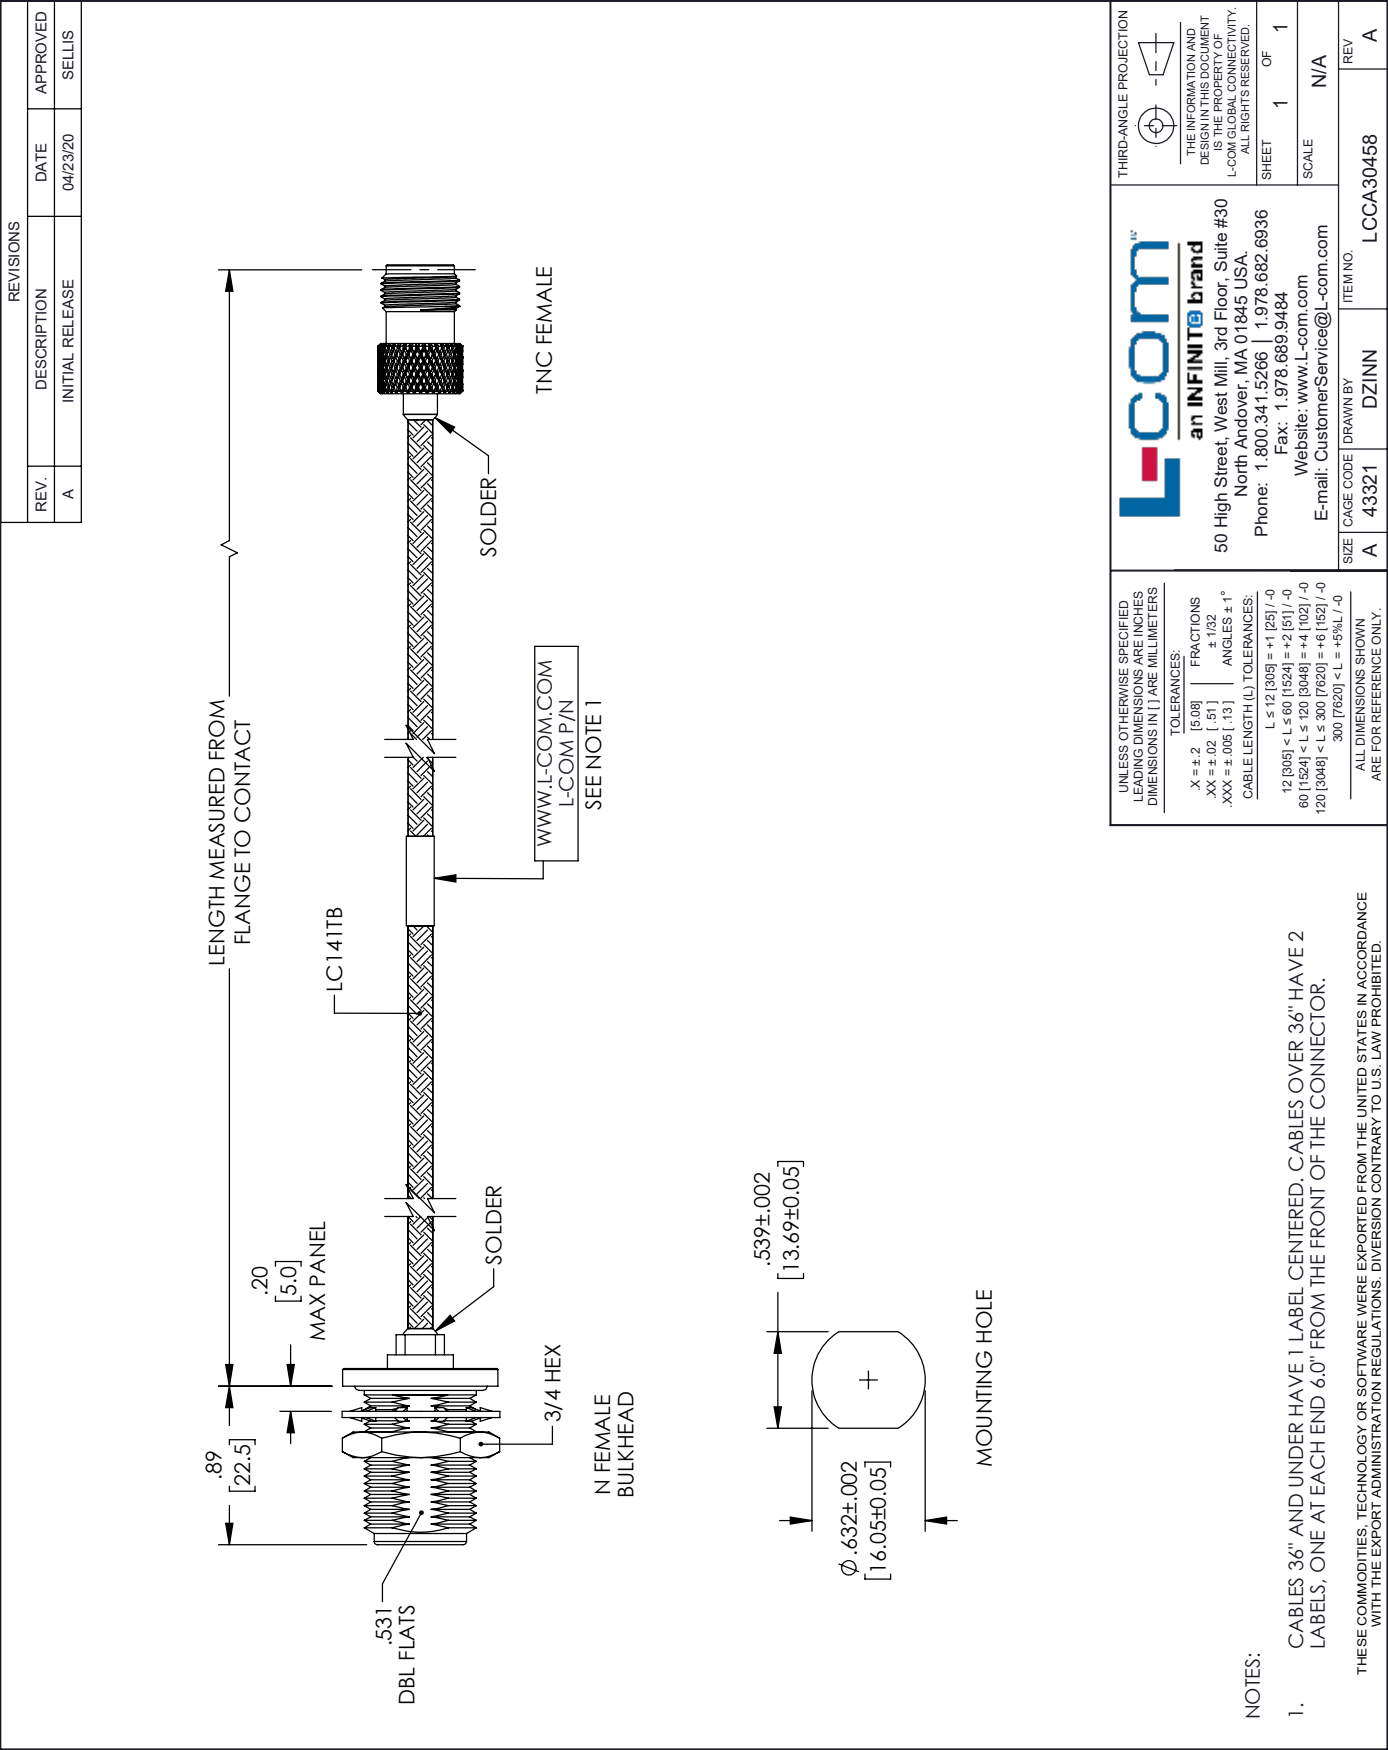 REVISIONS
REV. DESCRIPTION DATE APPROVED
A INITIAL RELEASE 04/23/20 SELLIS
LENGTH MEASURED FROM
FLANGE TO CONTACT
.89
[22.5]
.20
[5.0]
MAX PANEL
LC141TB
.531
DBL FLATS
3/4 HEX
SOLDER
SOLDER
N FEMALE
BULKHEAD
TNC FEMALE
WWW.L-COM.COM
L-COM P/N
SEE NOTE 1
.539±.002
[13.69±0.05]
Ø.632±.002
[16.05±0.05]
MOUNTING HOLE
NOTES:
1. CABLES 36" AND UNDER HAVE 1 LABEL CENTERED. CABLES OVER 36" HAVE 2
LABELS, ONE AT EACH END 6.0" FROM THE FRONT OF THE CONNECTOR.
THESE COMMODITIES, TECHNOLOGY OR SOFTWARE WERE EXPORTED FROM THE UNITED STATES IN ACCORDANCE
WITH THE EXPORT ADMINISTRATION REGULATIONS. DIVERSION CONTRARY TO U.S. LAW PROHIBITED.
UNLESS OTHERWISE SPECIFIED
LEADING DIMENSIONS ARE INCHES
DIMENSIONS IN [ ] ARE MILLIMETERS
TOLERANCES:
.X = ±.2 [5.08] FRACTIONS
.XX = ±.02 [ .51] ± 1/32
.XXX = ±.005 [ .13 ] ANGLES ± 1°
CABLE LENGTH (L) TOLERANCES:
L ≤ 12 [305] = +1 [25] / -0
12 [305] < L ≤ 60 [1524] = +2 [51] / -0
60 [1524] < L ≤ 120 [3048] = +4 [102] / -0
120 [3048] < L ≤ 300 [7620] = +6 [152] / -0
300 [7620] < L = +5%L / -0
ALL DIMENSIONS SHOWN
ARE FOR REFERENCE ONLY.
L-com
an INFINIT@ brand
50 High Street, West Mill, 3rd Floor, Suite #30
North Andover, MA 01845 USA.
Phone: 1.800.341.5266 | 1.978.682.6936
Fax: 1.978.689.9484
Website: www.L-com.com
E-mail: CustomerService@L-com.com
THIRD-ANGLE PROJECTION
THE INFORMATION AND
DESIGN IN THIS DOCUMENT
IS THE PROPERTY OF
L-COM GLOBAL CONNECTIVITY.
ALL RIGHTS RESERVED.
SHEET 1 OF 1
SCALE N/A
SIZE A
CAGE CODE 43321
DRAWN BY DZINN
ITEM NO. LCCA30458
REV A